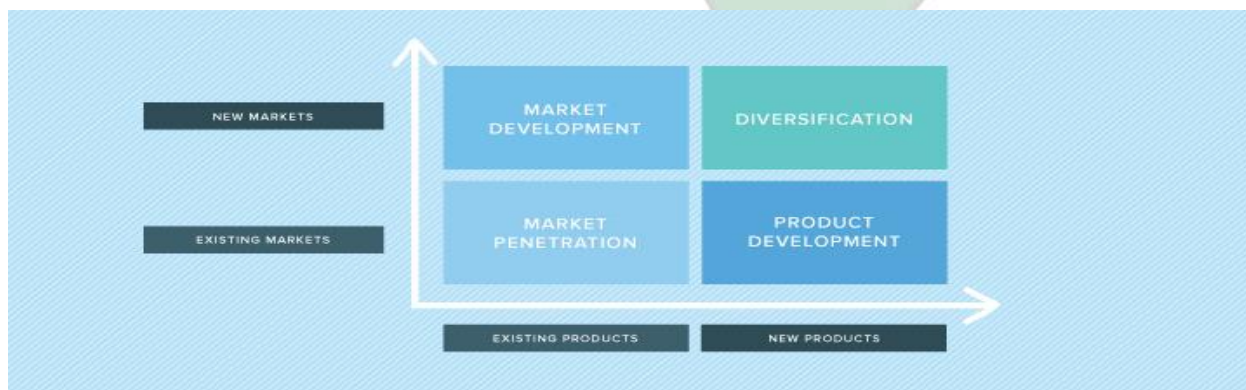 NEW MARKETS
MARKET
DEVELOPMENT
DIVERSIFICATION
EXISTING MARKETS
MARKET
PENETRATION
PRODUCT
DEVELOPMENT
EXISTING PRODUCTS
NEW PRODUCTS